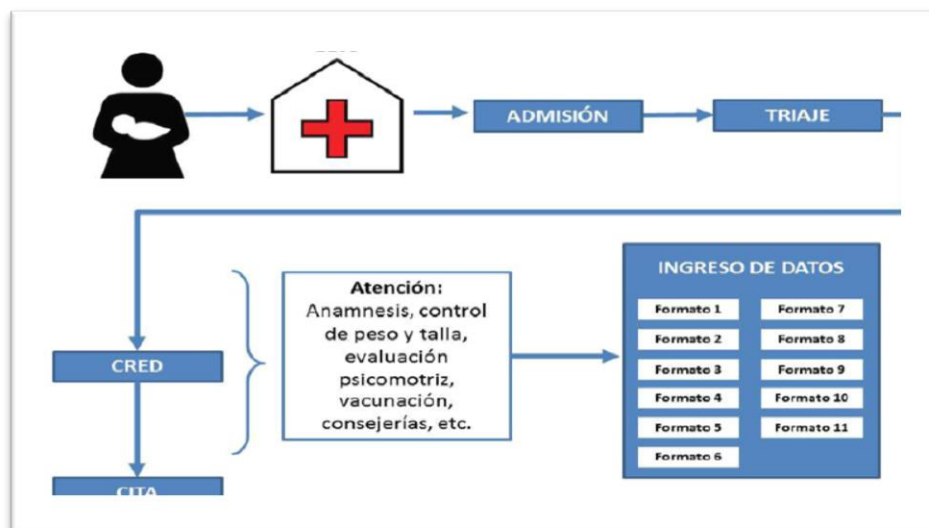 ADMISIÓN
TRIAJE
CRED
CITA
Atención:
Anamnesis, control
de peso y talla,
evaluación
psicomotriz,
vacunación,
consejerías, etc.
INGRESO DE DATOS
Formato 1
Formato 2
Formato 3
Formato 4
Formato 5
Formato 6
Formato 7
Formato 8
Formato 9
Formato 10
Formato 11